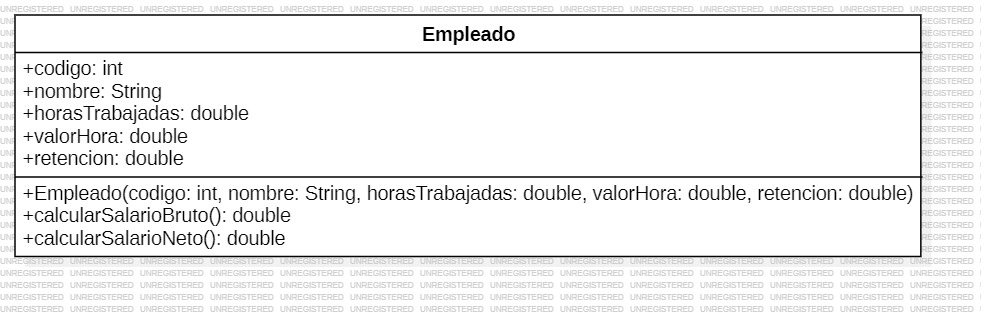 Empleado
+codigo: int
+nombre: String
+horasTrabajadas: double
+valorHora: double
+retencion: double
+Empleado(codigo: int, nombre: String, horasTrabajadas: double, valorHora: double, retencion: double)
+calcularSalarioBruto(): double
+calcularSalarioNeto(): double
UNREGISTERED